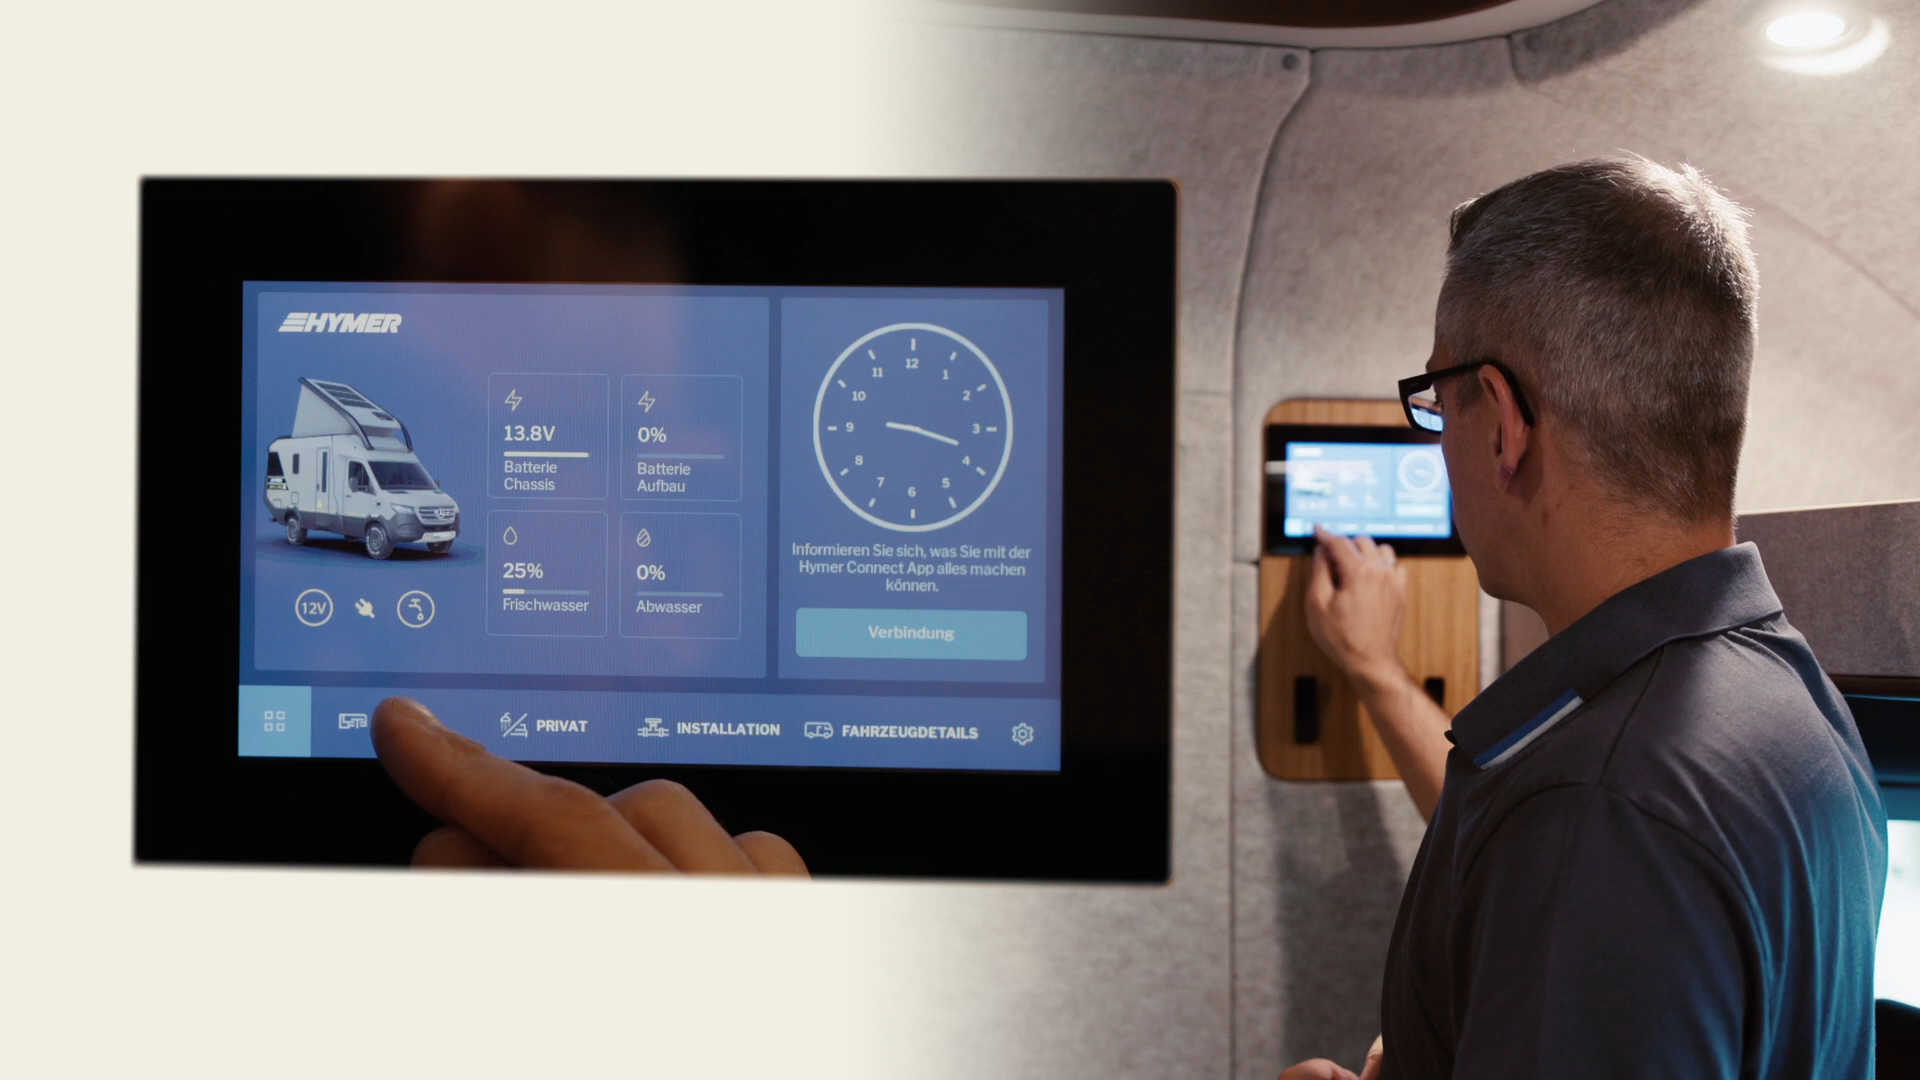 HYMER
13.8V
Batterie
Chassis
0%
Batterie
Aufbau
25%
Frischwasser
0%
Abwasser
12V
12
1
2
3
4
5
6
7
8
9
10
11
Informieren Sie sich, was Sie mit der
Hymer Connect App alles machen
können.
Verbindung
PRIVAT
INSTALLATION
FAHRZEUGDETAILS